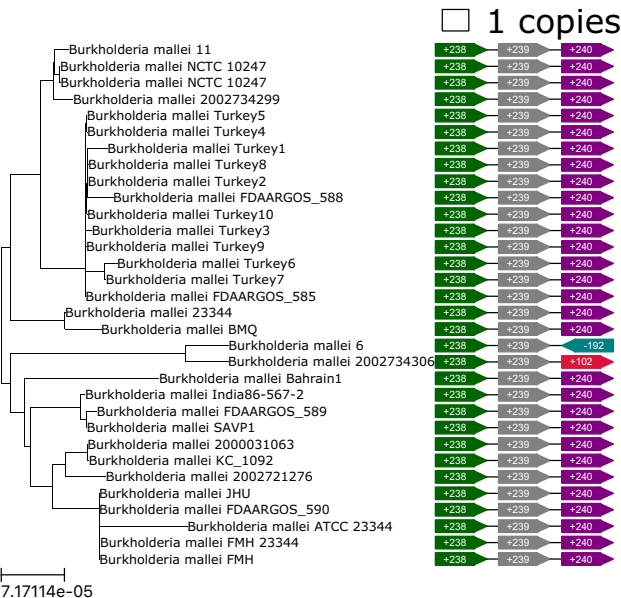 1 copies
Burkholderia mallei 11 +238 +239 +240
Burkholderia mallei NCTC 10247 +238 +239 +240
Burkholderia mallei NCTC 10247 +238 +239 +240
Burkholderia mallei 2002734299 +238 +239 +240
Burkholderia mallei Turkey5 +238 +239 +240
Burkholderia mallei Turkey4 +238 +239 +240
Burkholderia mallei Turkey1 +238 +239 +240
Burkholderia mallei Turkey8 +238 +239 +240
Burkholderia mallei Turkey2 +238 +239 +240
Burkholderia mallei FDAARGOS_588 +238 +239 +240
Burkholderia mallei Turkey10 +238 +239 +240
Burkholderia mallei Turkey3 +238 +239 +240
Burkholderia mallei Turkey9 +238 +239 +240
Burkholderia mallei Turkey6 +238 +239 +240
Burkholderia mallei Turkey7 +238 +239 +240
Burkholderia mallei FDAARGOS_585 +238 +239 +240
Burkholderia mallei 23344 +238 +239 +240
Burkholderia mallei BMQ +238 +239 +240
Burkholderia mallei 6 +238 +239 -192
Burkholderia mallei 2002734306 +238 +239 +102
Burkholderia mallei Bahrain1 +238 +239 +240
Burkholderia mallei India86-567-2 +238 +239 +240
Burkholderia mallei FDAARGOS_589 +238 +239 +240
Burkholderia mallei SAVP1 +238 +239 +240
Burkholderia mallei 2000031063 +238 +239 +240
Burkholderia mallei KC_1092 +238 +239 +240
Burkholderia mallei 2002721276 +238 +239 +240
Burkholderia mallei JHU +238 +239 +240
Burkholderia mallei FDAARGOS_590 +238 +239 +240
Burkholderia mallei ATCC 23344 +238 +239 +240
Burkholderia mallei FMH 23344 +238 +239 +240
Burkholderia mallei FMH +238 +239 +240
7.17114e-05